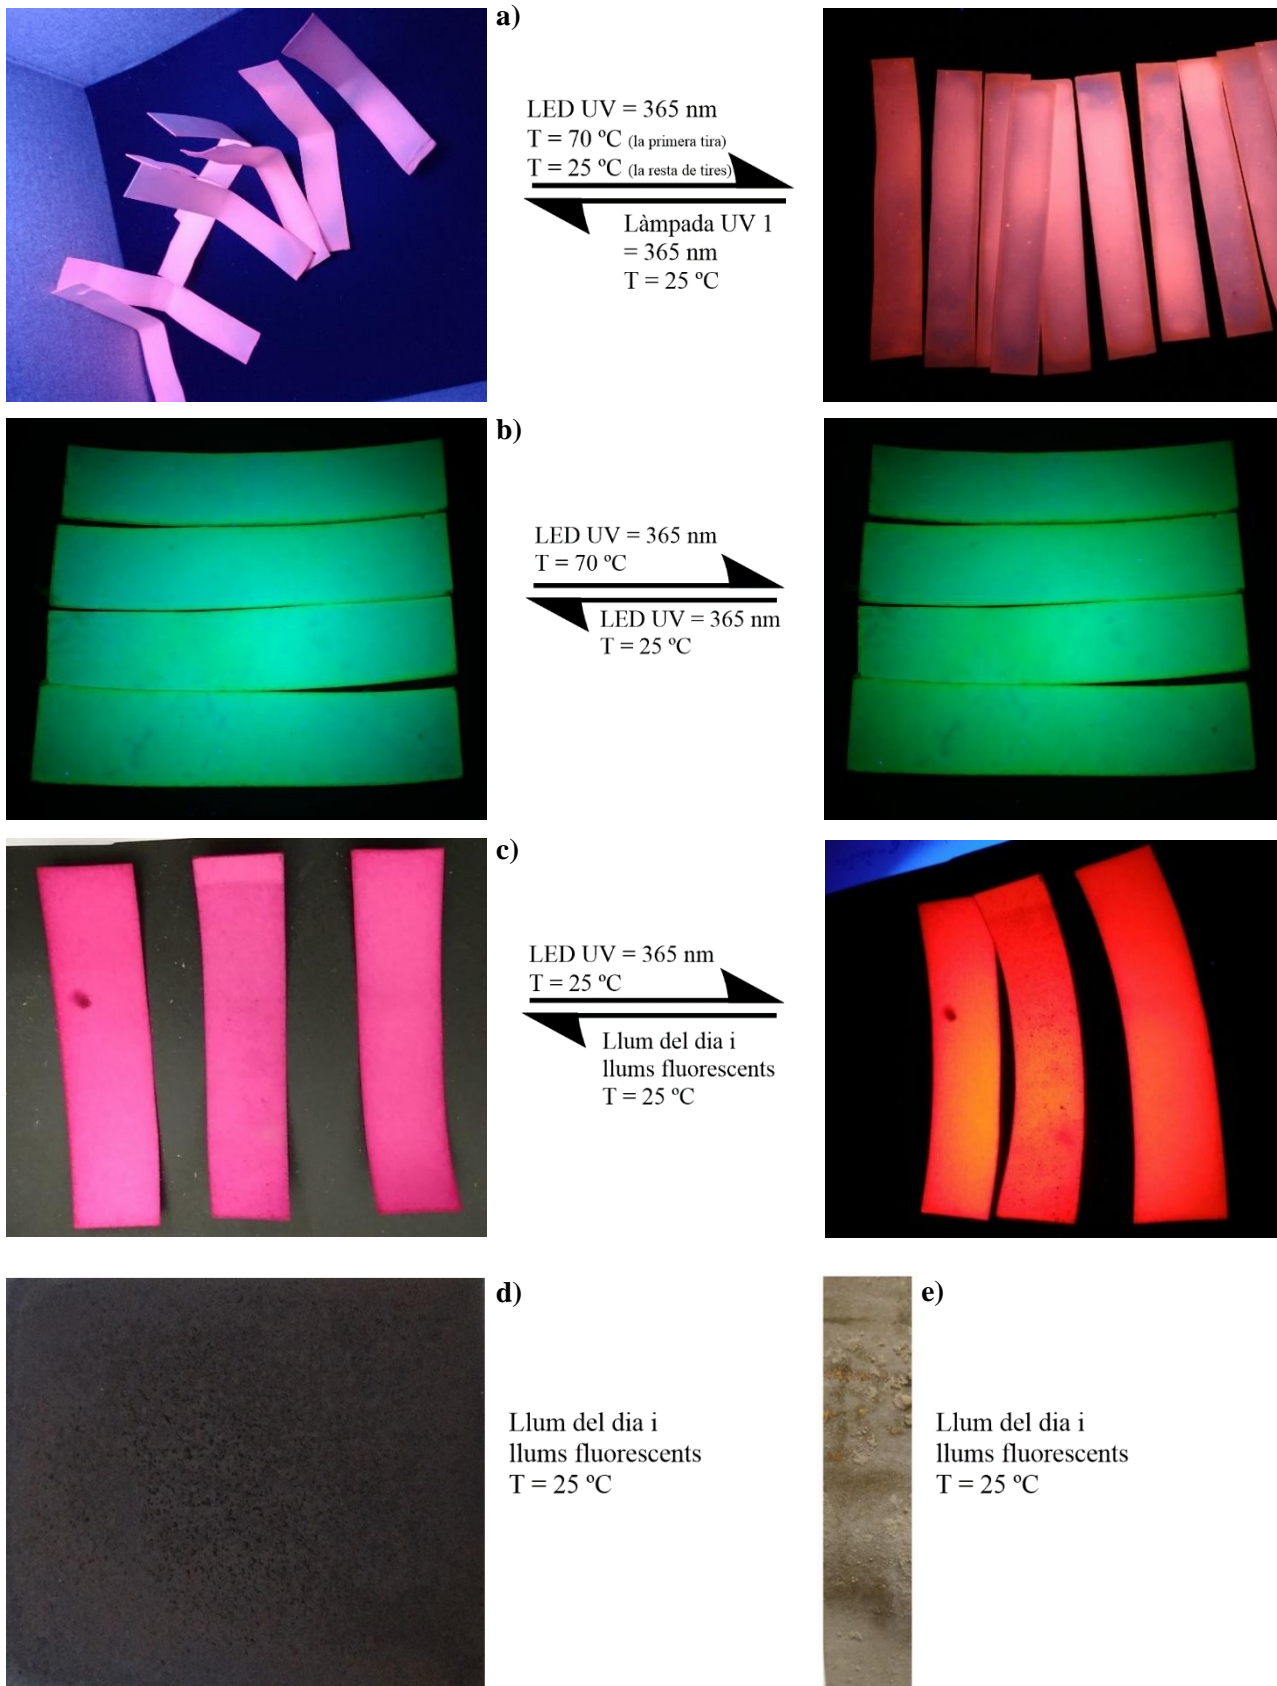 a)
LED UV = 365 nm
T = 70 ºC (la primera tira)
T = 25 ºC (la resta de tires)
Làmpada UV 1
= 365 nm
T = 25 ºC
b)
LED UV = 365 nm
T = 70 ºC
LED UV = 365 nm
T = 25 ºC
c)
LED UV = 365 nm
T = 25 ºC
Llum del dia i
llums fluorescents
T = 25 ºC
d)
Llum del dia i
llums fluorescents
T = 25 ºC
e)
Llum del dia i
llums fluorescents
T = 25 ºC